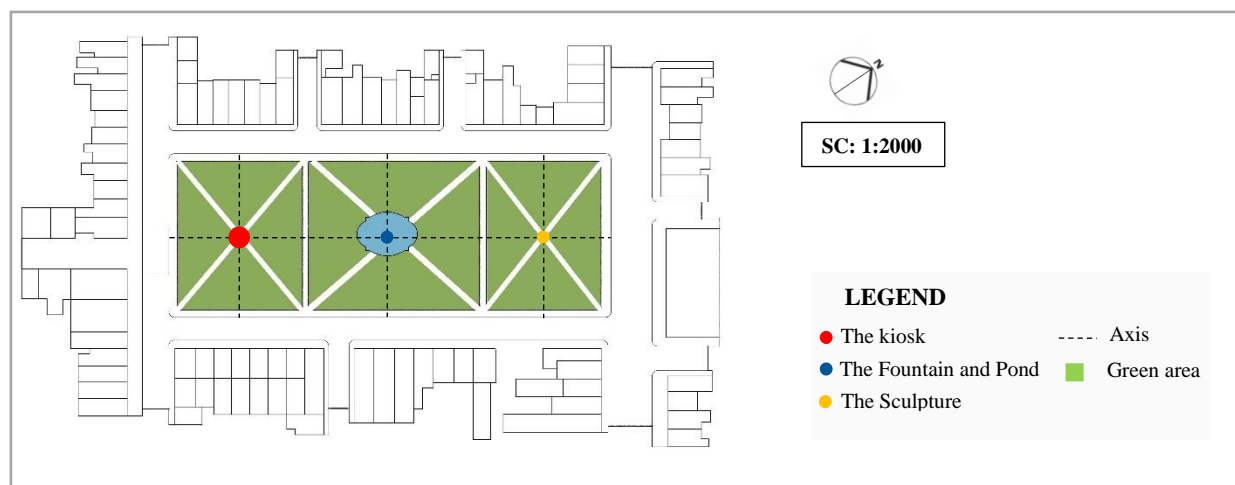 N
SC: 1:2000
LEGEND
The kiosk
The Fountain and Pond
The Sculpture
Axis
Green area